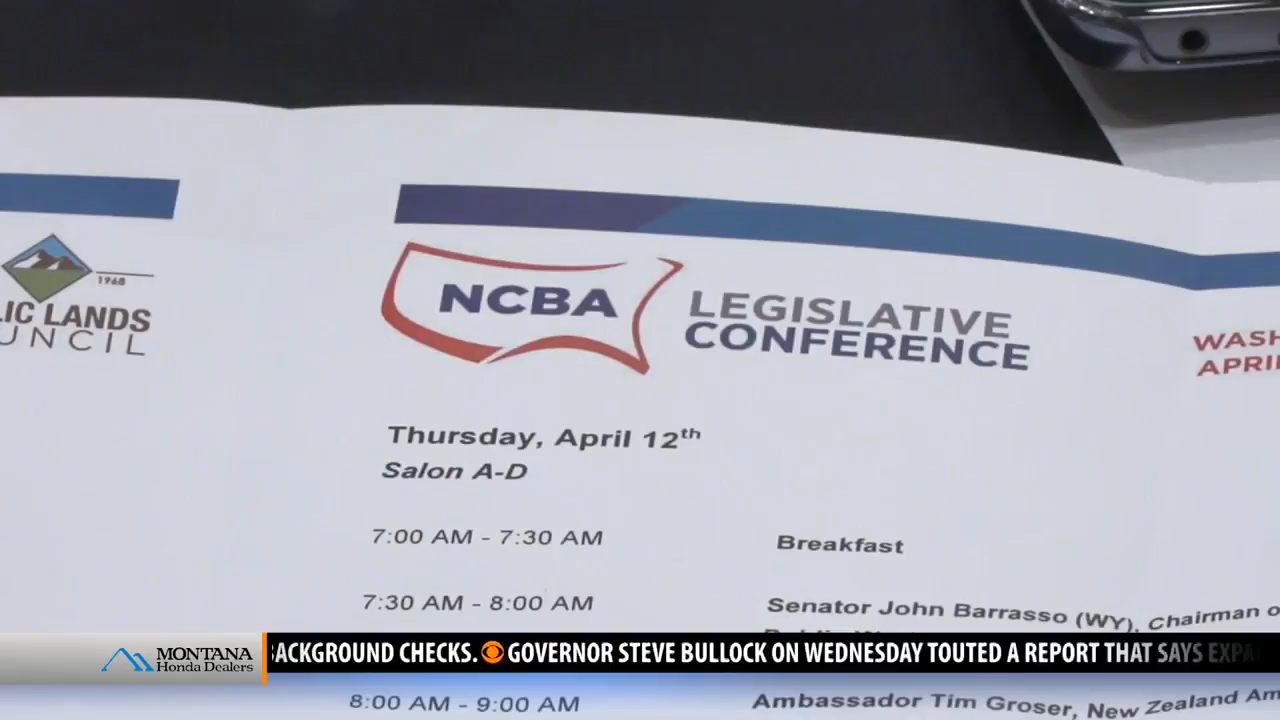 1968
LIC LANDS
UNCIL
NCBA
LEGISLATIVE
CONFERENCE
WASH
APRIL
Thursday, April 12th
Salon A-D
7:00 AM - 7:30 AM Breakfast
7:30 AM - 8:00 AM Senator John Barrasso (WY), Chairman o
MONTANA
Honda Dealers
BACKGROUND CHECKS. GOVERNOR STEVE BULLOCK ON WEDNESDAY TOUTED A REPORT THAT SAYS EXPA
8:00 AM - 9:00 AM Ambassador Tim Groser, New Zealand Am